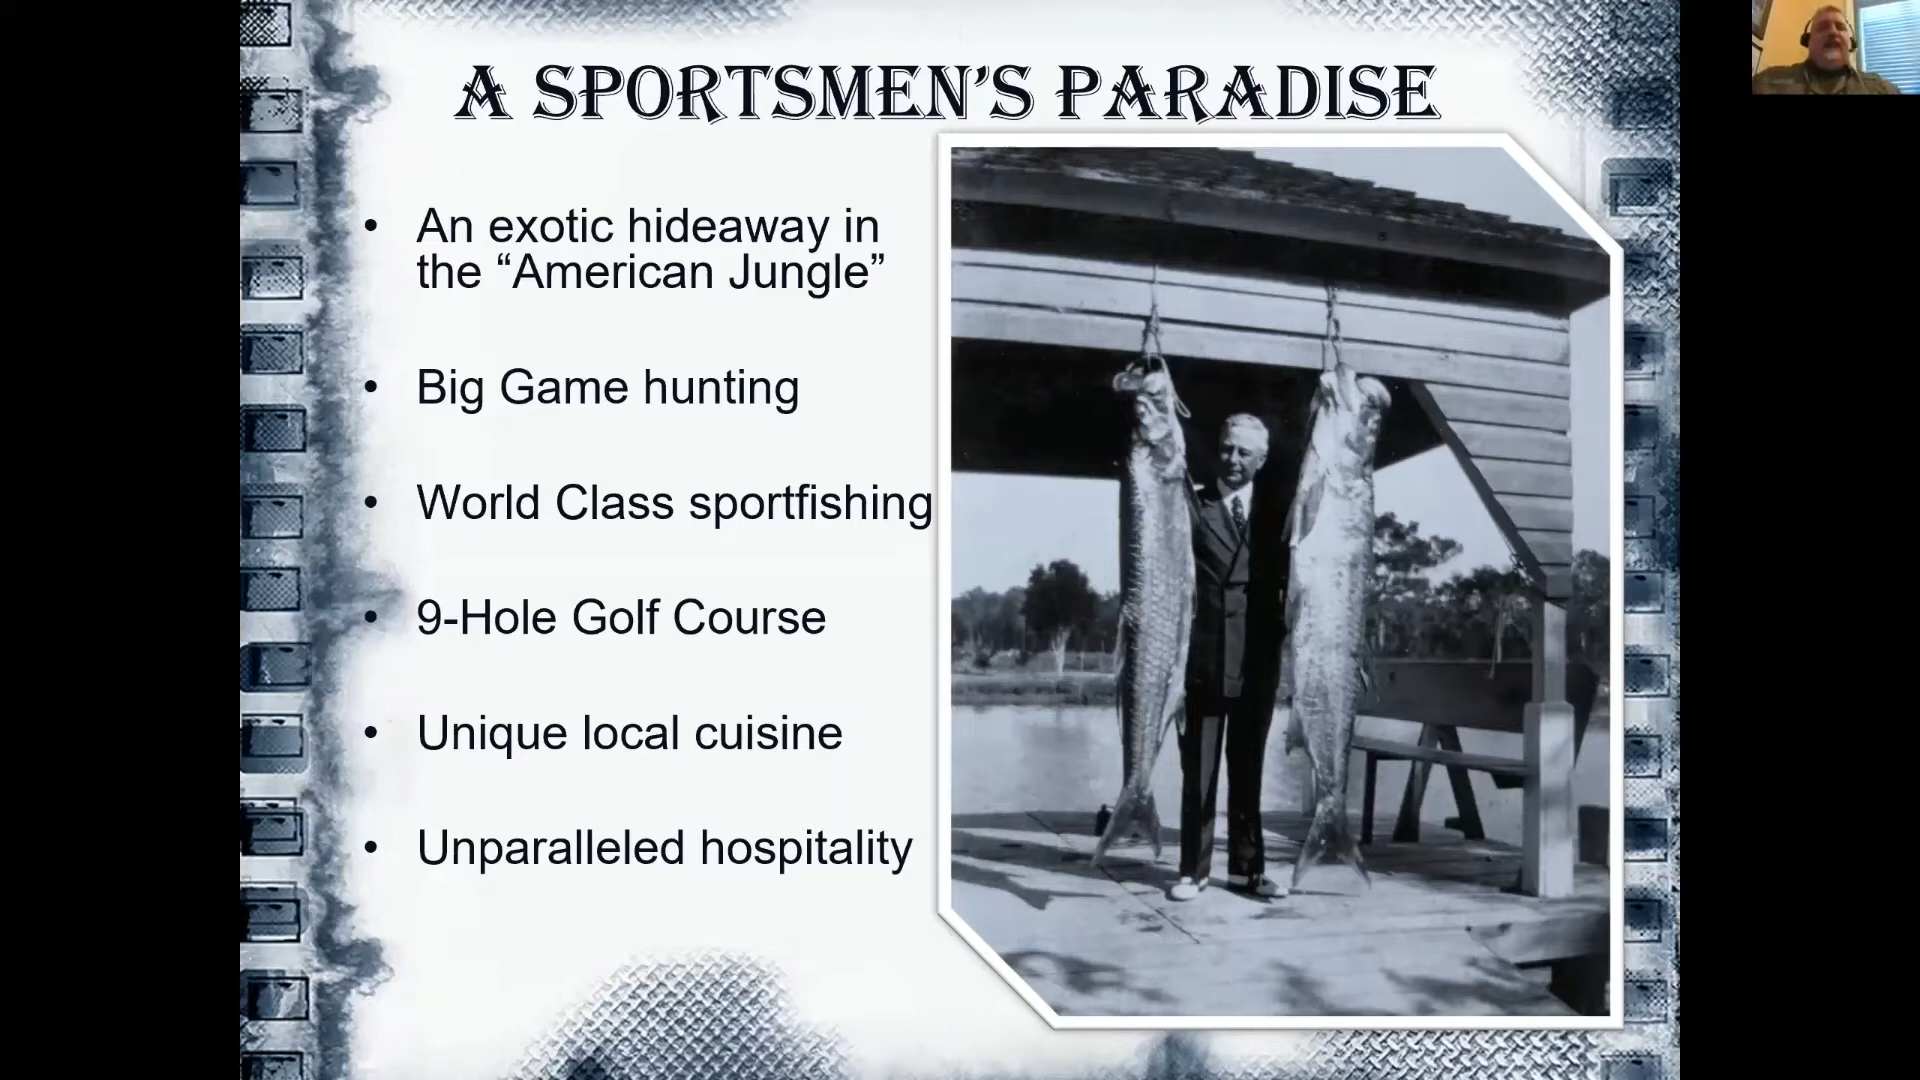 A SPORTSMEN’S PARADISE
• An exotic hideaway in
the “American Jungle”
• Big Game hunting
• World Class sportfishing
• 9-Hole Golf Course
• Unique local cuisine
• Unparalleled hospitality